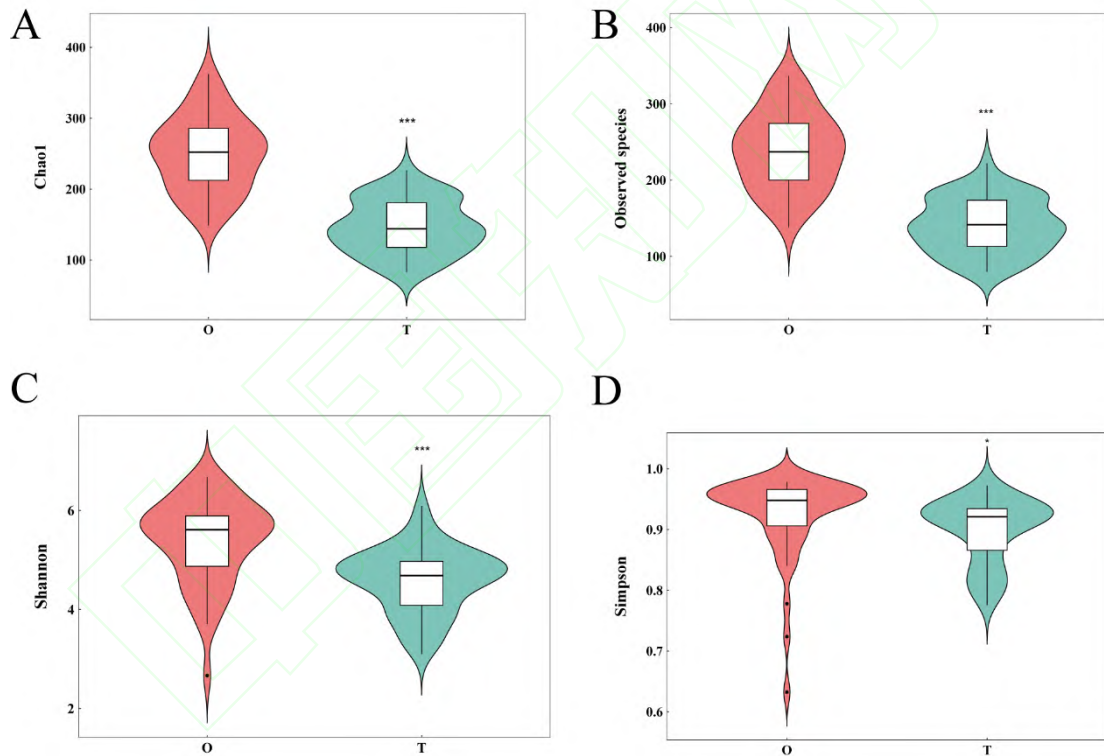 A
Chao1
400
300
200
100
***
O
T
B
Observed species
400
300
200
100
***
O
T
C
Shannon
6
4
2
***
O
T
D
Simpson
1.0
0.9
0.8
0.7
0.6
*
O
T